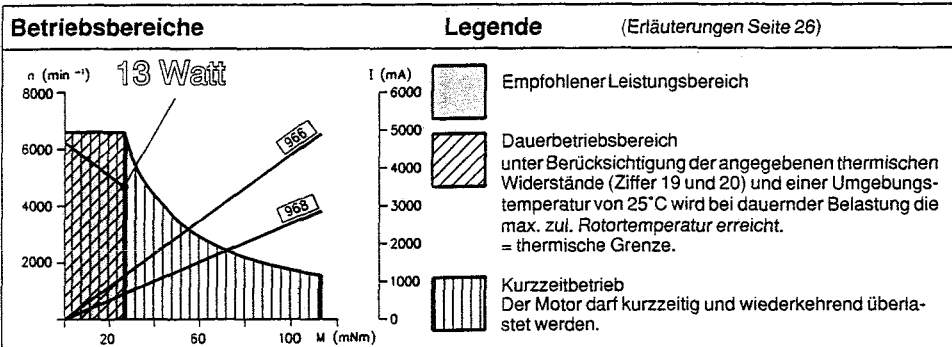 Betriebsbereiche
Legende
(Erläuterungen Seite 26)
n (min ⁻¹)
13 Watt
I (mA)
8000
6000
4000
2000
20
60
100
M (mNm)
6000
5000
4000
3000
2000
1000
0
966
968
Empfohlener Leistungsbereich
Dauerbetriebsbereich
unter Berücksichtigung der angegebenen thermischen
Widerstände (Ziffer 19 und 20) und einer Umgebungs-
temperatur von 25°C wird bei dauernder Belastung die
max. zul. Rotortemperatur erreicht.
= thermische Grenze.
Kurzzeitbetrieb
Der Motor darf kurzzeitig und wiederkehrend überla-
stet werden.